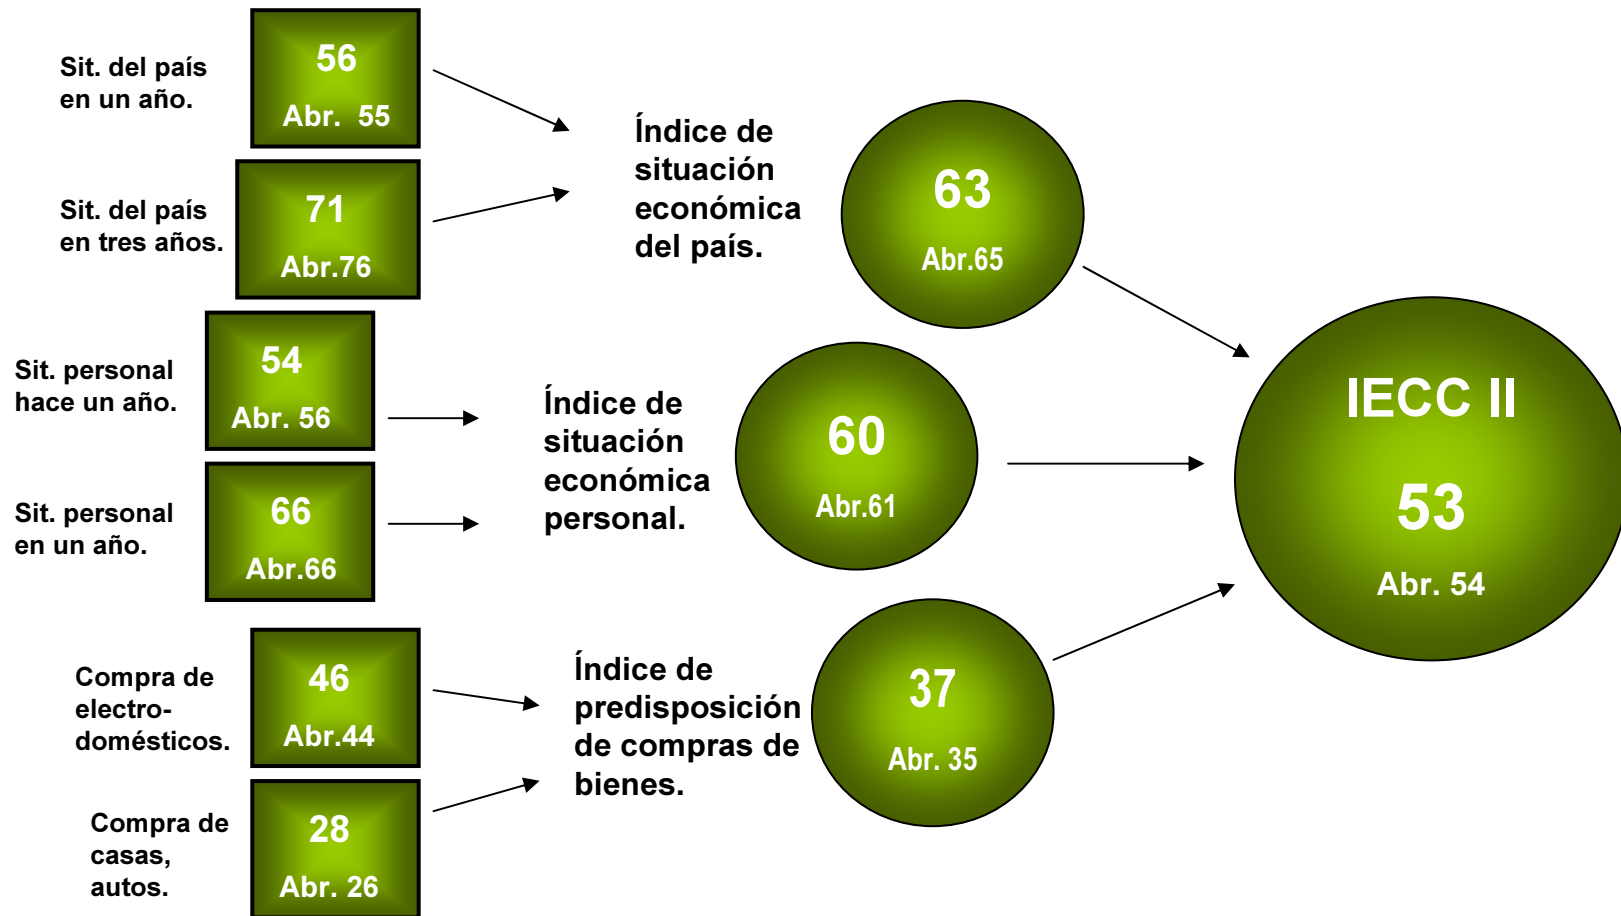 Sit. del país
en un año.
56
Abr. 55
Sit. del país
en tres años.
71
Abr.76
Índice de
situación
económica
del país.
63
Abr.65
Sit. personal
hace un año.
54
Abr. 56
Sit. personal
en un año.
66
Abr.66
Índice de
situación
económica
personal.
60
Abr.61
Compra de
electro-
domésticos.
46
Abr.44
Compra de
casas,
autos.
28
Abr. 26
Índice de
predisposición
de compras de
bienes.
37
Abr. 35
IECC II
53
Abr. 54